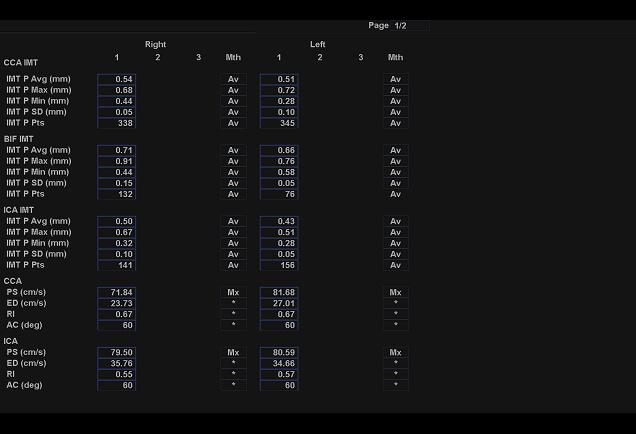 Page 1/2
Right Left
1 2 3 Mth 1 2 3 Mth
CCA IMT
IMT P Avg (mm) 0.54 Av 0.51 Av
IMT P Max (mm) 0.68 Av 0.72 Av
IMT P Min (mm) 0.44 Av 0.28 Av
IMT P SD (mm) 0.05 Av 0.10 Av
IMT P Pts 338 Av 345 Av
BIF IMT
IMT P Avg (mm) 0.71 Av 0.66 Av
IMT P Max (mm) 0.91 Av 0.76 Av
IMT P Min (mm) 0.44 Av 0.58 Av
IMT P SD (mm) 0.15 Av 0.05 Av
IMT P Pts 132 Av 76 Av
ICA IMT
IMT P Avg (mm) 0.50 Av 0.43 Av
IMT P Max (mm) 0.67 Av 0.51 Av
IMT P Min (mm) 0.32 Av 0.28 Av
IMT P SD (mm) 0.10 Av 0.05 Av
IMT P Pts 141 Av 156 Av
CCA
PS (cm/s) 71.84 Mx 81.68 Mx
ED (cm/s) 23.73 * 27.01 *
RI 0.67 * 0.67 *
AC (deg) 60 * 60 *
ICA
PS (cm/s) 79.50 Mx 80.59 Mx
ED (cm/s) 35.76 * 34.66 *
RI 0.55 * 0.57 *
AC (deg) 60 * 60 *